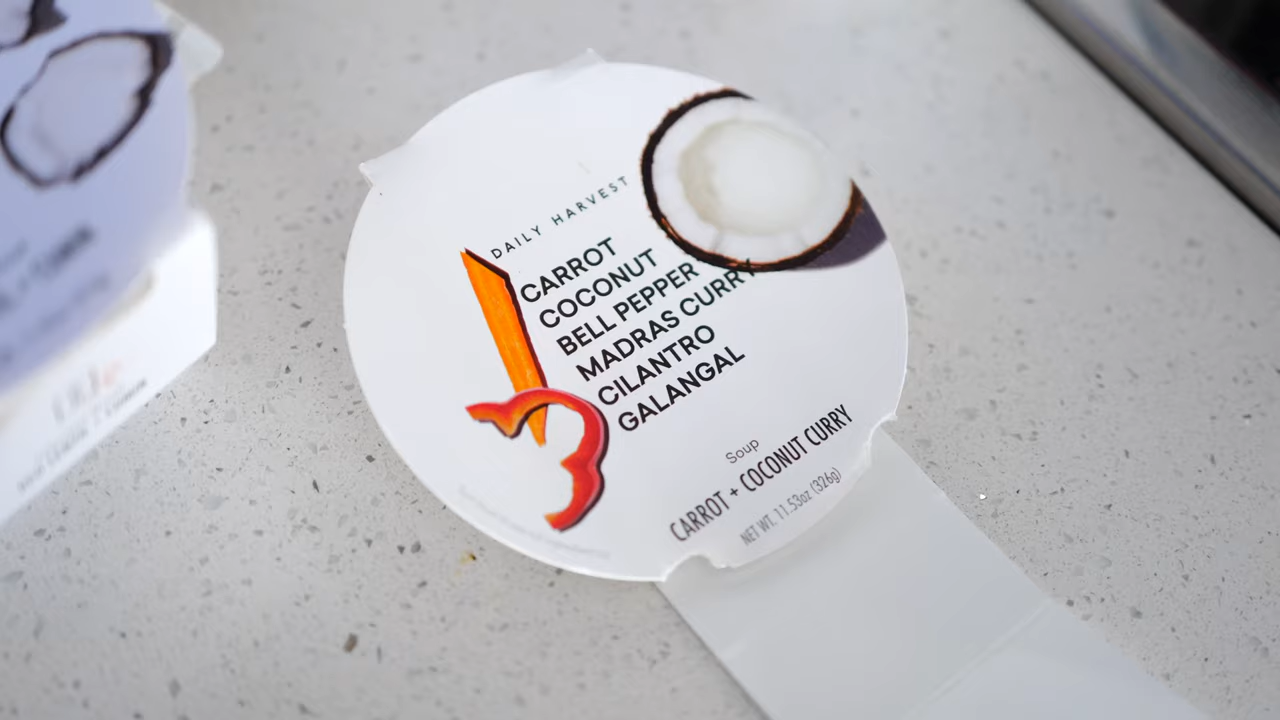 DAILY HARVEST
CARROT
COCONUT
BELL PEPPER
MADRAS CURRY
CILANTRO
GALANGAL
Soup
CARROT + COCONUT CURRY
NET WT. 11.53oz (326g)